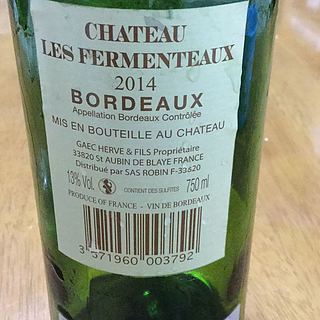 CHATEAU
LES FERMENTEAUX
2014
BORDEAUX
Appellation Bordeaux Contrôlée
MIS EN BOUTEILLE AU CHATEAU
GAEC HERVE & FILS Propriétaire
33820 St AUBIN DE BLAYE FRANCE
Distribué par SAS ROBIN F-33620
13% Vol. CONTIENT DES SULFITES 750 ml
PRODUCE OF FRANCE - VIN DE BORDEAUX
3 571960 003792